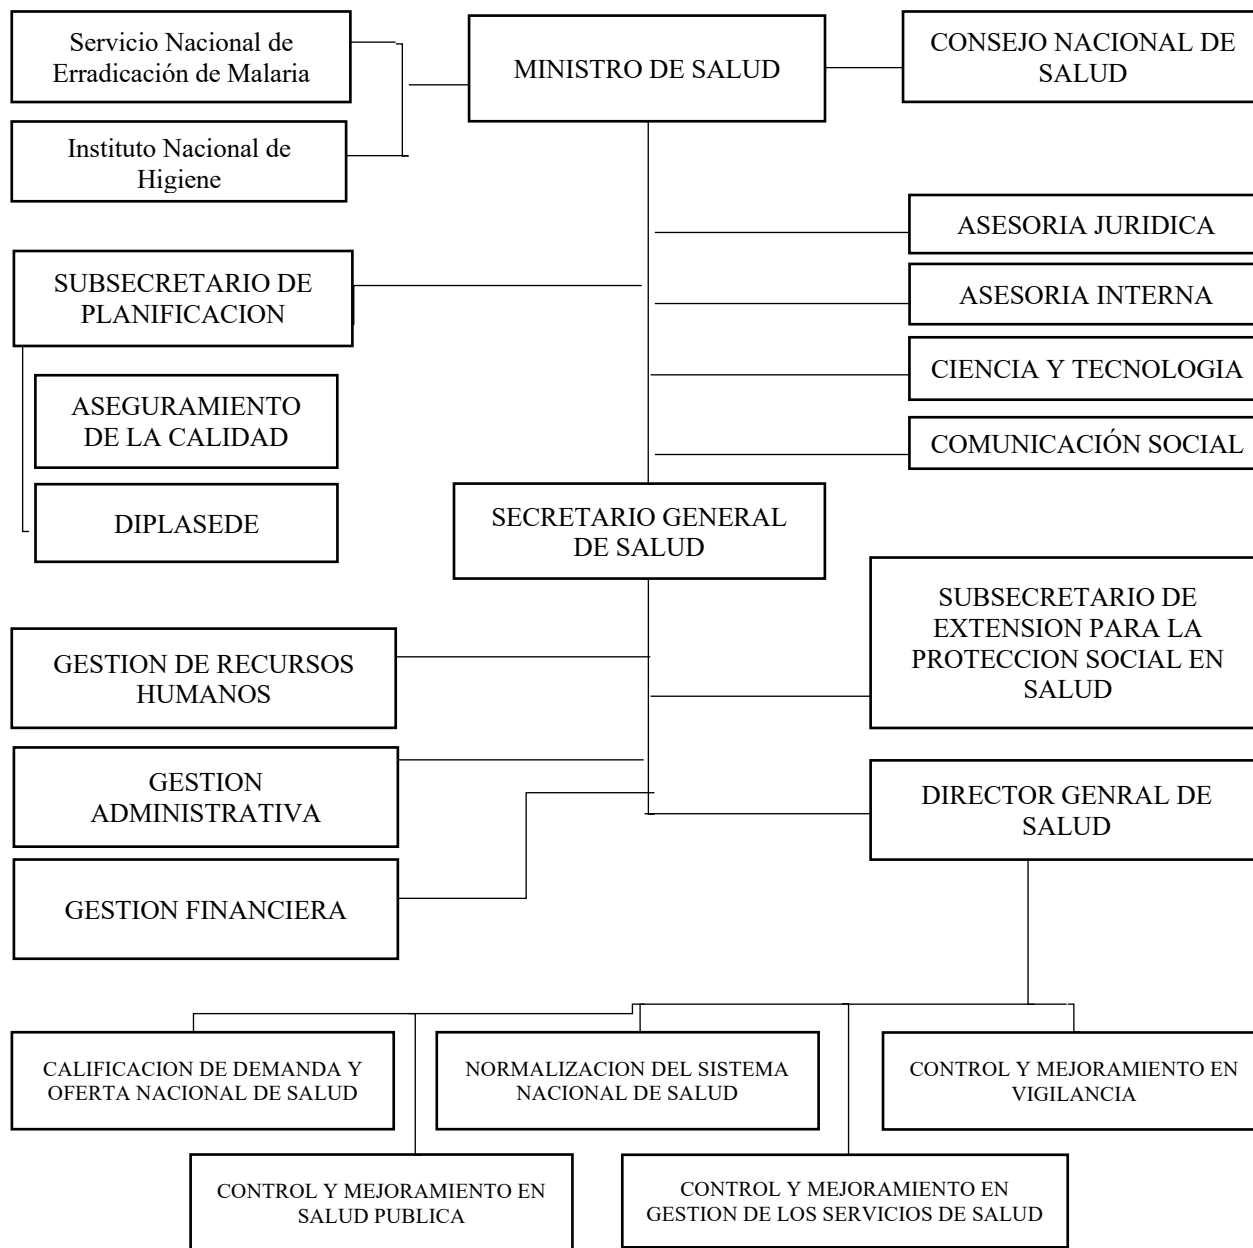 Servicio Nacional de
Erradicación de Malaria
MINISTRO DE SALUD
CONSEJO NACIONAL DE
SALUD
Instituto Nacional de
Higiene
ASESORIA JURIDICA
SUBSECRETARIO DE
PLANIFICACION
ASESORIA INTERNA
CIENCIA Y TECNOLOGIA
ASEGURAMIENTO
DE LA CALIDAD
COMUNICACIÓN SOCIAL
DIPLASEDE
SECRETARIO GENERAL
DE SALUD
SUBSECRETARIO DE
EXTENSION PARA LA
PROTECCION SOCIAL EN
SALUD
GESTION DE RECURSOS
HUMANOS
GESTION
ADMINISTRATIVA
DIRECTOR GENRAL DE
SALUD
GESTION FINANCIERA
CALIFICACION DE DEMANDA Y
OFERTA NACIONAL DE SALUD
NORMALIZACION DEL SISTEMA
NACIONAL DE SALUD
CONTROL Y MEJORAMIENTO EN
VIGILANCIA
CONTROL Y MEJORAMIENTO EN
SALUD PUBLICA
CONTROL Y MEJORAMIENTO EN
GESTION DE LOS SERVICIOS DE SALUD